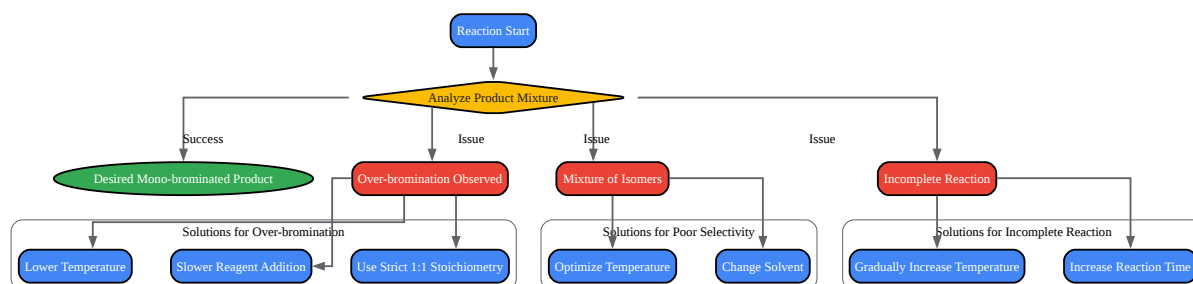 Reaction Start
Analyze Product Mixture
Success
Issue
Issue
Issue
Desired Mono-brominated Product
Over-bromination Observed
Mixture of Isomers
Incomplete Reaction
Solutions for Over-bromination
Solutions for Poor Selectivity
Solutions for Incomplete Reaction
Lower Temperature
Slower Reagent Addition
Use Strict 1:1 Stoichiometry
Optimize Temperature
Change Solvent
Gradually Increase Temperature
Increase Reaction Time